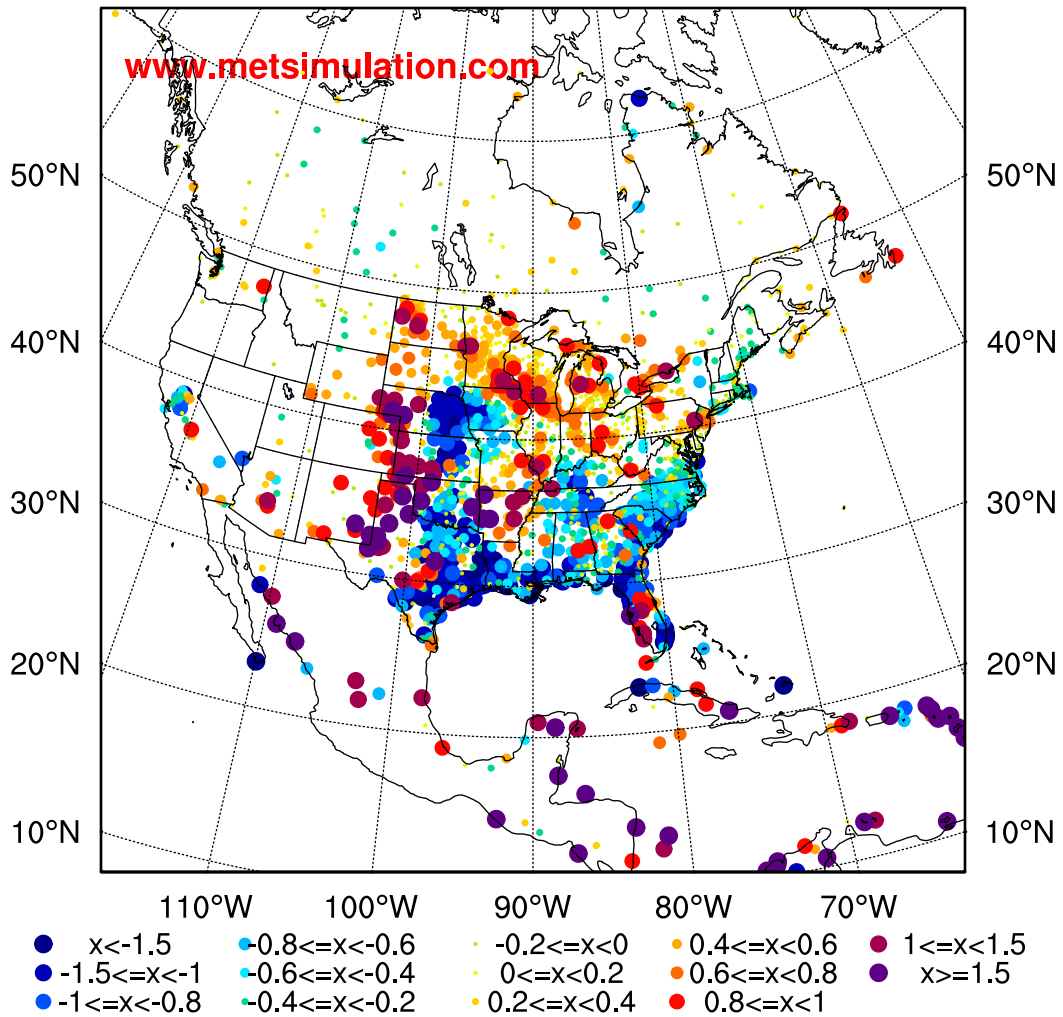 www.metsimulation.com
50°N 50°N
40°N 40°N
30°N 30°N
20°N 20°N
10°N 10°N
110°W 100°W 90°W 80°W 70°W
x<-1.5 -0.8<=x<-0.6 -0.2<=x<0 0.4<=x<0.6 1<=x<1.5
-1.5<=x<-1 -0.6<=x<-0.4 0<=x<0.2 0.6<=x<0.8 x>=1.5
-1<=x<-0.8 -0.4<=x<-0.2 0.2<=x<0.4 0.8<=x<1